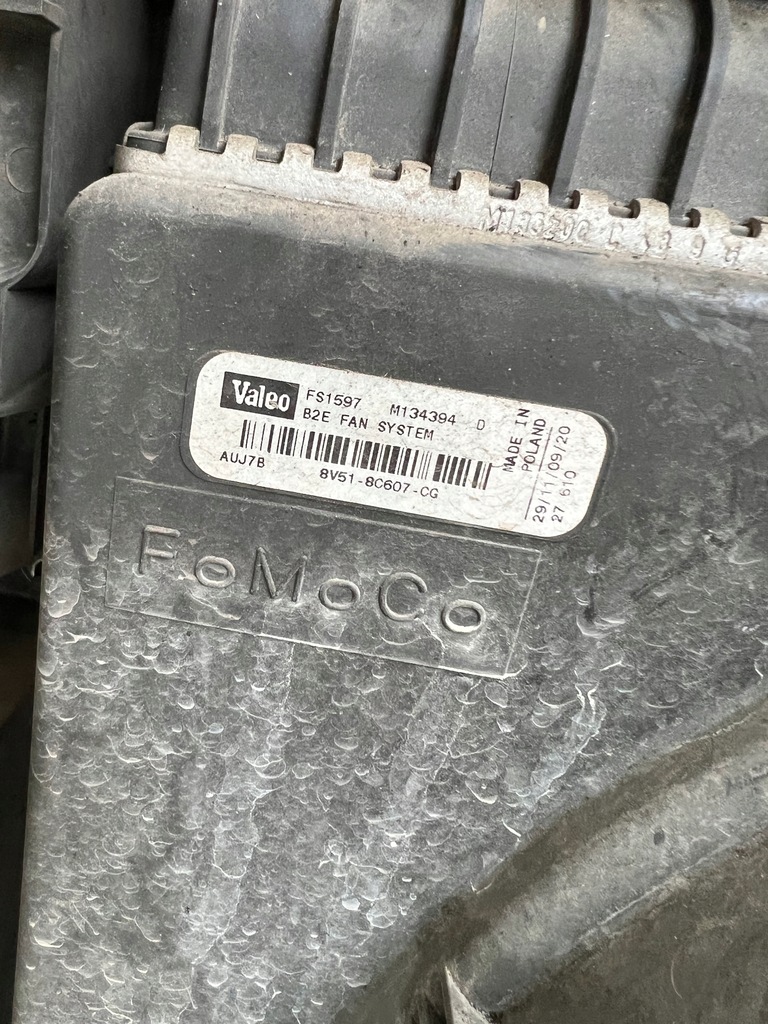 Valeo FS1597 M134394 D
B2E FAN SYSTEM
AUJ7B
8V51-8C607-CG
MADE IN
POLAND
29/11/09/20
27 610
FoMoCo